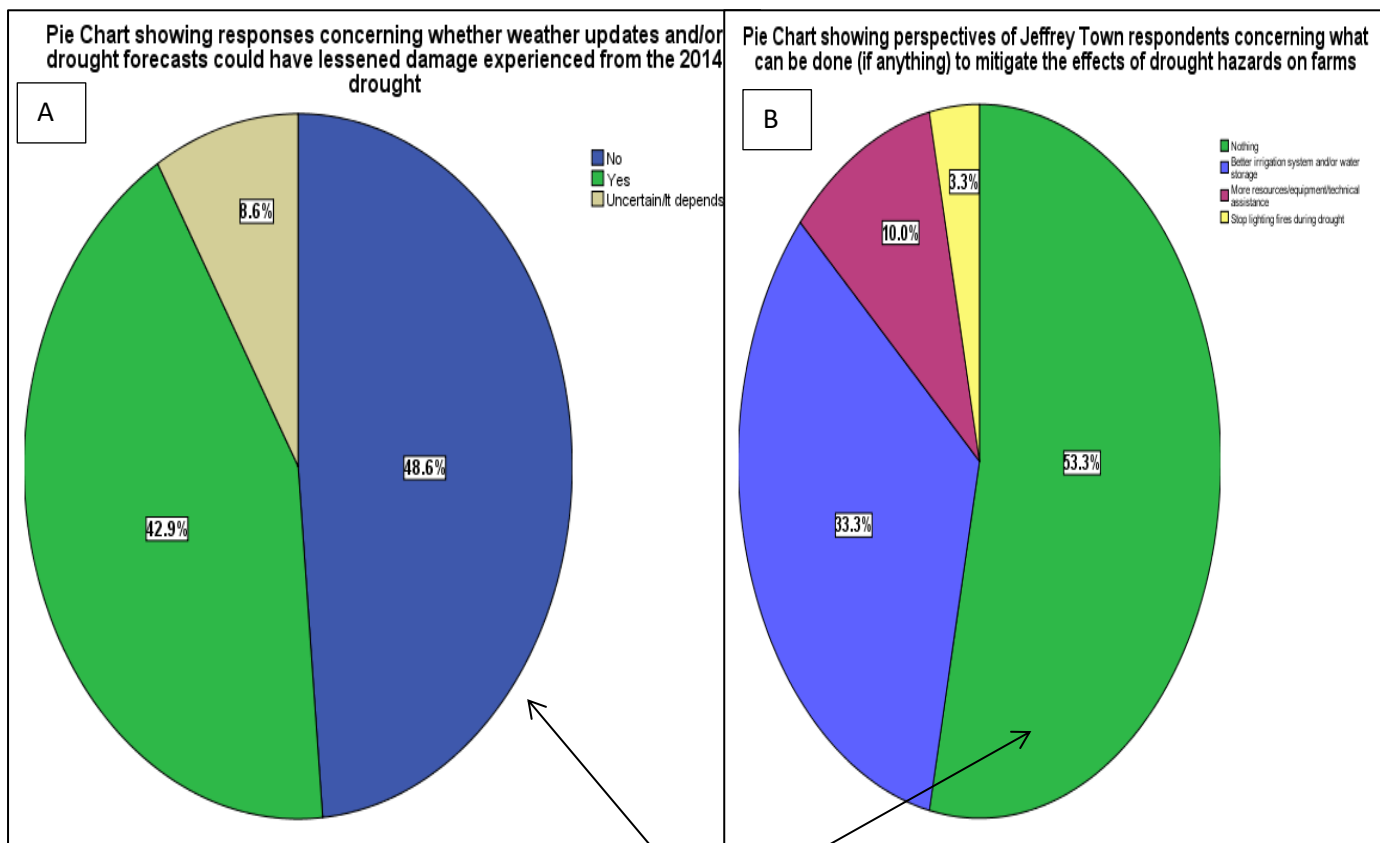 Pie Chart showing responses concerning whether weather updates and/or
drought forecasts could have lessened damage experienced from the 2014
drought
A
No
Yes
Uncertain/It depends
8.6%
48.6%
42.9%
Pie Chart showing perspectives of Jeffrey Town respondents concerning what
can be done (if anything) to mitigate the effects of drought hazards on farms
B
Nothing
Better irrigation system and/or water
storage
More resources/equipment/technical
assistance
Stop lighting fires during drought
3.3%
10.0%
53.3%
33.3%